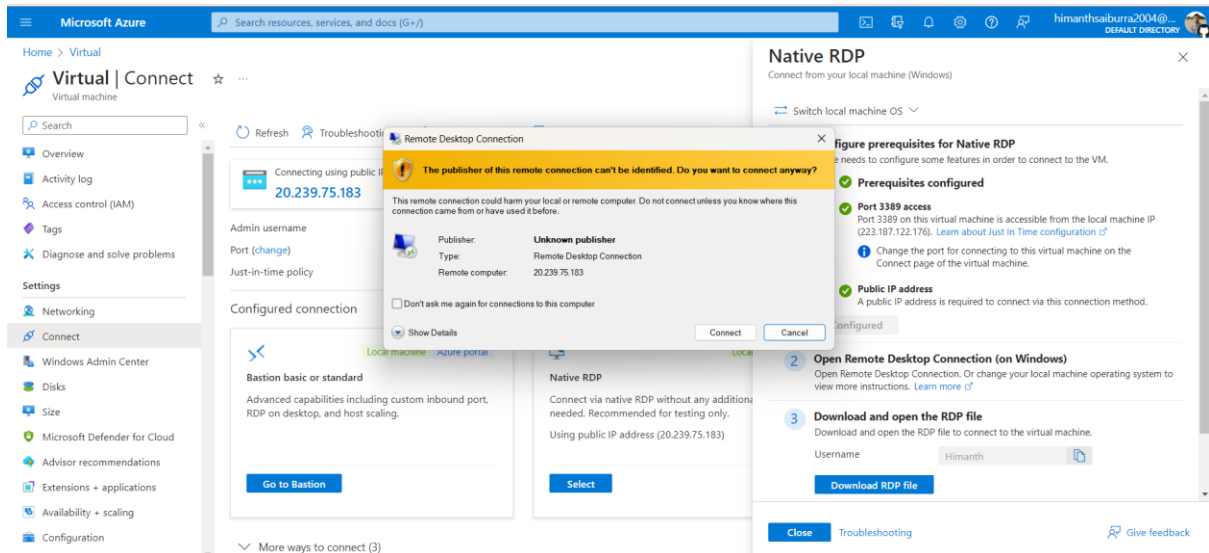 Microsoft Azure
Search resources, services, and docs (G+/)
himanthsaiburra2004@...
DEFAULT DIRECTORY
Home > Virtual
Virtual | Connect
Virtual machine
Search
Overview
Activity log
Access control (IAM)
Tags
Diagnose and solve problems
Settings
Networking
Connect
Windows Admin Center
Disks
Size
Microsoft Defender for Cloud
Advisor recommendations
Extensions + applications
Availability + scaling
Configuration
Refresh
Connecting using public
20.239.75.183
Admin username
Port (change)
Just-in-time policy
Configured connection
Local machine
Azure portal
Bastion basic or standard
Advanced capabilities including custom inbound port,
RDP on desktop, and host scaling.
Go to Bastion
Native RDP
Connect via native RDP without any
needed. Recommended for testing only.
Using public IP address (20.239.75.183)
Select
More ways to connect (3)
Remote Desktop Connection
The publisher of this remote connection can't be identified. Do you want to connect anyway?
This remote connection could harm your local or remote computer. Do not connect unless you know where this
connection came from or have used it before.
Publisher: Unknown publisher
Type: Remote Desktop Connection
Remote computer: 20.239.75.183
Don't ask me again for connections to this computer
Show Details
Connect
Cancel
Native RDP
Connect from your local machine (Windows)
Switch local machine OS
figure prerequisites for Native RDP
needs to configure some features in order to connect to the VM.
Prerequisites configured
Port 3389 access
Port 3389 on this virtual machine is accessible from the local machine IP
(223.187.122.176). Learn about Just In Time configuration
Change the port for connecting to this virtual machine on the
Connect page of the virtual machine.
Public IP address
A public IP address is required to connect via this connection method.
onfigured
2 Open Remote Desktop Connection (on Windows)
Open Remote Desktop Connection. Or change your local machine operating system to
view more instructions. Learn more
3 Download and open the RDP file
Download and open the RDP file to connect to the virtual machine.
Username
Himanth
Download RDP file
Close
Troubleshooting
Give feedback